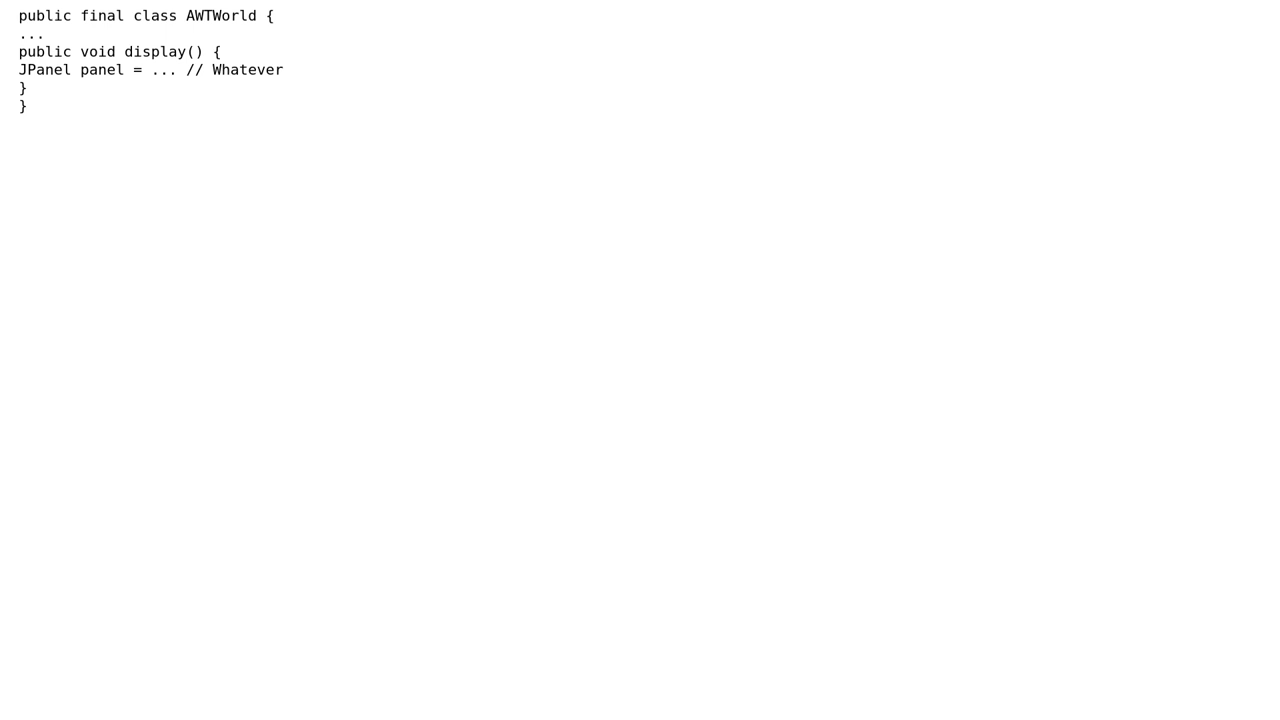 public final class AWTWorld {
...
public void display() {
JPanel panel = ... // Whatever
}
}